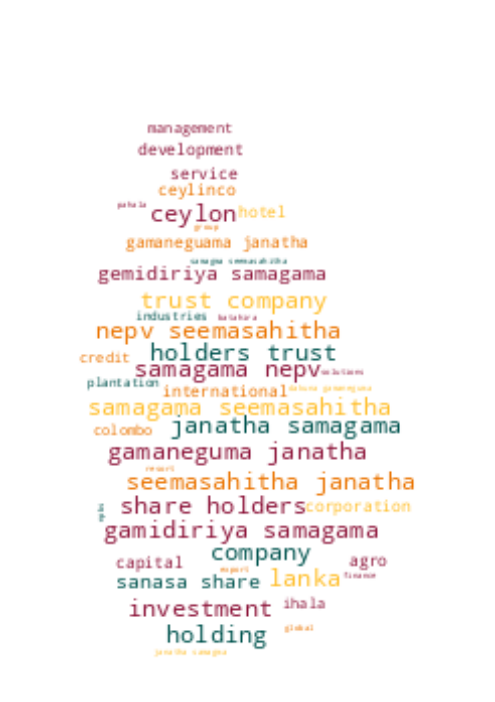 management
development
service
ceylinco
pahala
ceylon hotel
group
gamaneguama janatha
samagma seemasahitha
gemidiriya samagama
trust company
industries batahira
nepv seemasahitha
credit holders trust
samagama nepv solutions
plantation international
samagama seemasahitha
colombo janatha samagama
gamaneguma janatha
resort
seemasahitha janatha
share holders corporation
gamidiriya samagama
company
capital agro
export
sanasa share lanka finance
investment ihala
holding global
janatha samagma